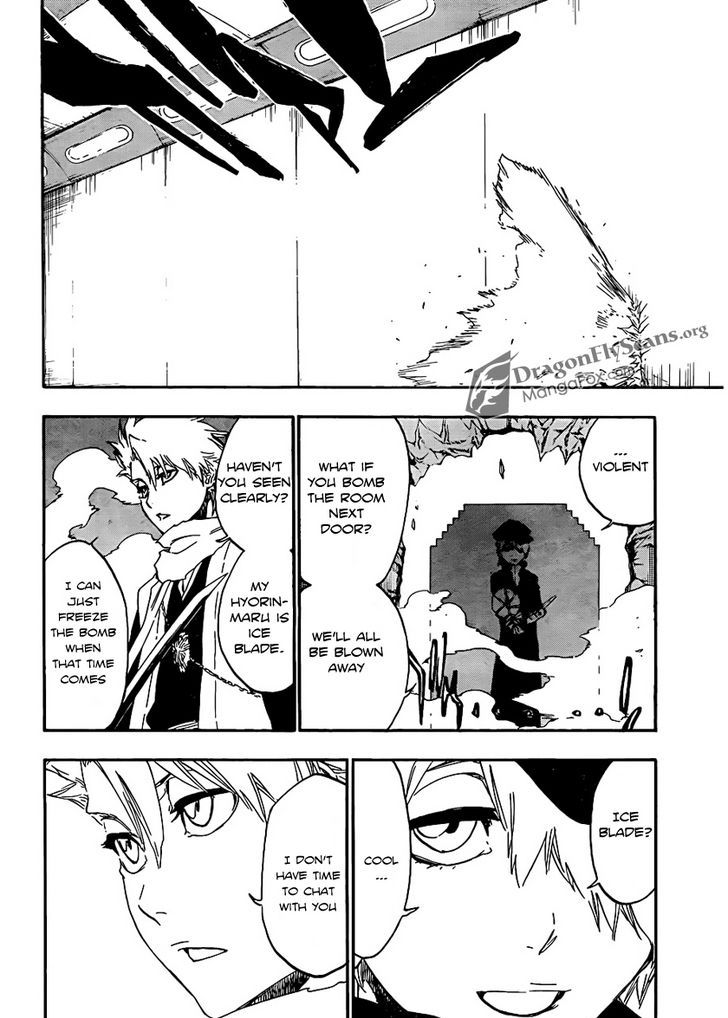 DragonFlyScans.org
MangaFox.com
...
VIOLENT
WHAT IF
YOU BOMB
THE ROOM
NEXT
DOOR?
WE'LL ALL
BE BLOWN
AWAY
HAVEN'T
YOU SEEN
CLEARLY?
MY
HYORIN-
MARU IS
ICE
BLADE.
I CAN
JUST
FREEZE
THE BOMB
WHEN
THAT TIME
COMES
ICE
BLADE?
COOL
...
I DON'T
HAVE TIME
TO CHAT
WITH YOU